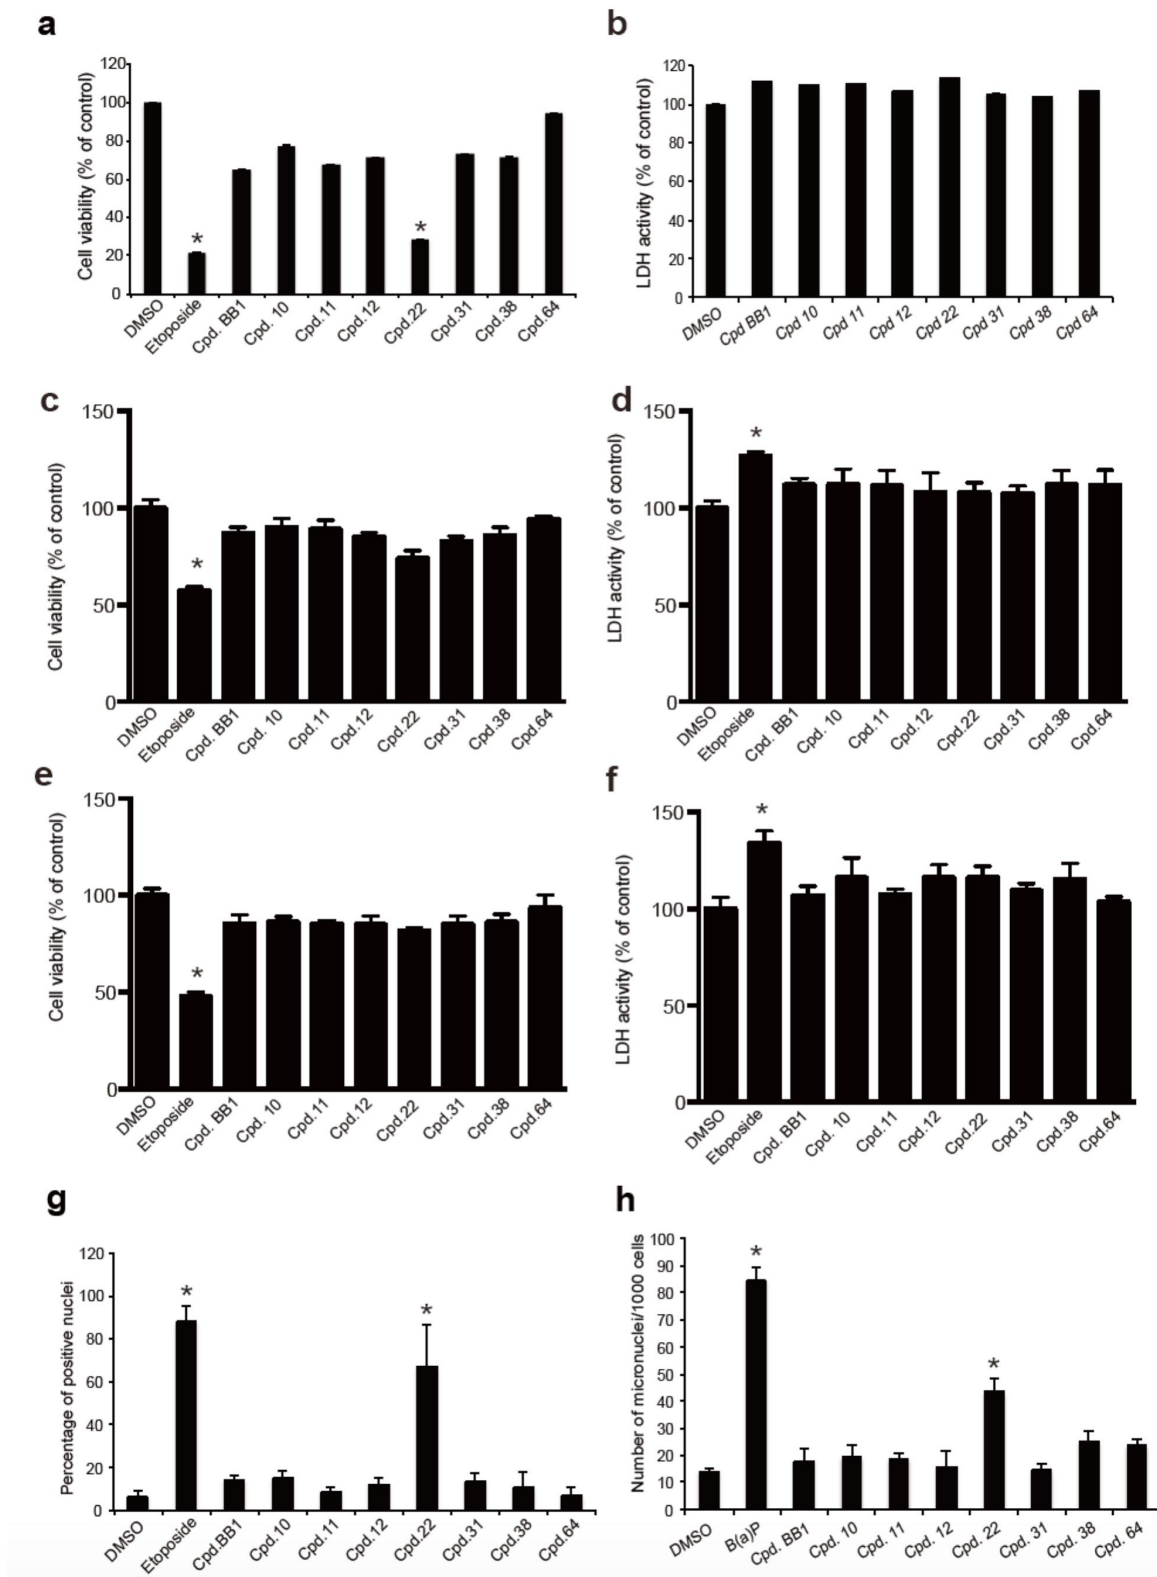 a
Cell viability (% of control)
120
100
80
60
40
20
0
*
*
DMSO
Etoposide
Cpd. BB1
Cpd. 10
Cpd.11
Cpd.12
Cpd.22
Cpd.31
Cpd.38
Cpd.64
b
LDH activity (% of control)
120
100
80
60
40
20
0
DMSO
Cpd BB1
Cpd 10
Cpd 11
Cpd 12
Cpd 22
Cpd 31
Cpd 38
Cpd 64
c
Cell viability (% of control)
150
100
50
0
*
DMSO
Etoposide
Cpd. BB1
Cpd. 10
Cpd.11
Cpd.12
Cpd.22
Cpd.31
Cpd.38
Cpd.64
d
LDH activity (% of control)
150
100
50
0
*
DMSO
Etoposide
Cpd. BB1
Cpd. 10
Cpd.11
Cpd.12
Cpd.22
Cpd.31
Cpd.38
Cpd.64
e
Cell viability (% of control)
150
100
50
0
*
DMSO
Etoposide
Cpd. BB1
Cpd. 10
Cpd.11
Cpd.12
Cpd.22
Cpd.31
Cpd.38
Cpd.64
f
LDH activity (% of control)
150
100
50
0
*
DMSO
Etoposide
Cpd. BB1
Cpd. 10
Cpd.11
Cpd.12
Cpd.22
Cpd.31
Cpd.38
Cpd.64
g
Percentage of positive nuclei
120
100
80
60
40
20
0
*
*
DMSO
Etoposide
Cpd.BB1
Cpd.10
Cpd.11
Cpd.12
Cpd.22
Cpd.31
Cpd.38
Cpd.64
h
Number of micronuclei/1000 cells
100
90
80
70
60
50
40
30
20
10
0
*
*
DMSO
B(a)P
Cpd. BB1
Cpd. 10
Cpd. 11
Cpd. 12
Cpd. 22
Cpd. 31
Cpd. 38
Cpd. 64